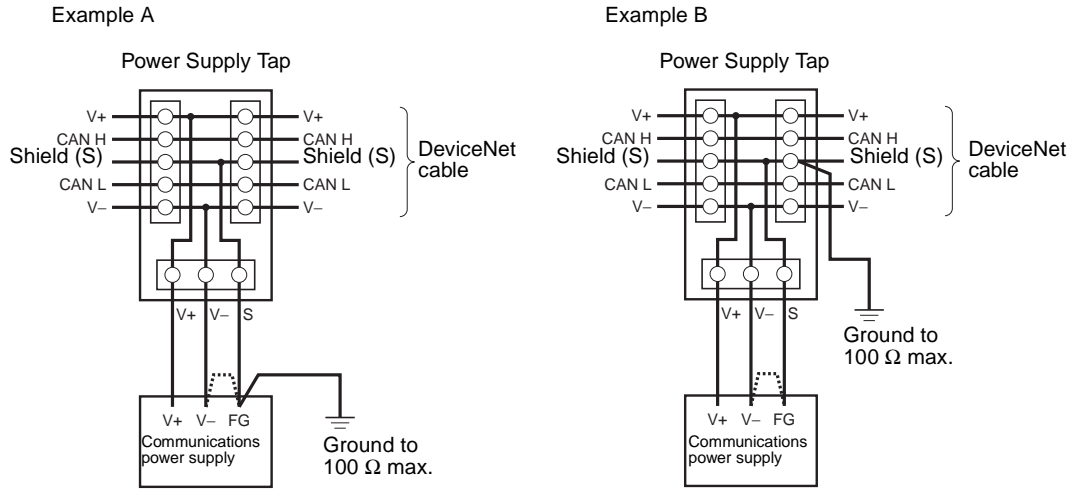 Example A
Power Supply Tap
V+
V+
CAN H
CAN H
Shield (S)
Shield (S)
CAN L
CAN L
V–
V–
DeviceNet
cable
V+ V– S
V+ V– FG
Communications
power supply
Ground to
100 Ω max.
Example B
Power Supply Tap
V+
V+
CAN H
CAN H
Shield (S)
Shield (S)
CAN L
CAN L
V–
V–
DeviceNet
cable
V+ V– S
Ground to
100 Ω max.
V+ V– FG
Communications
power supply